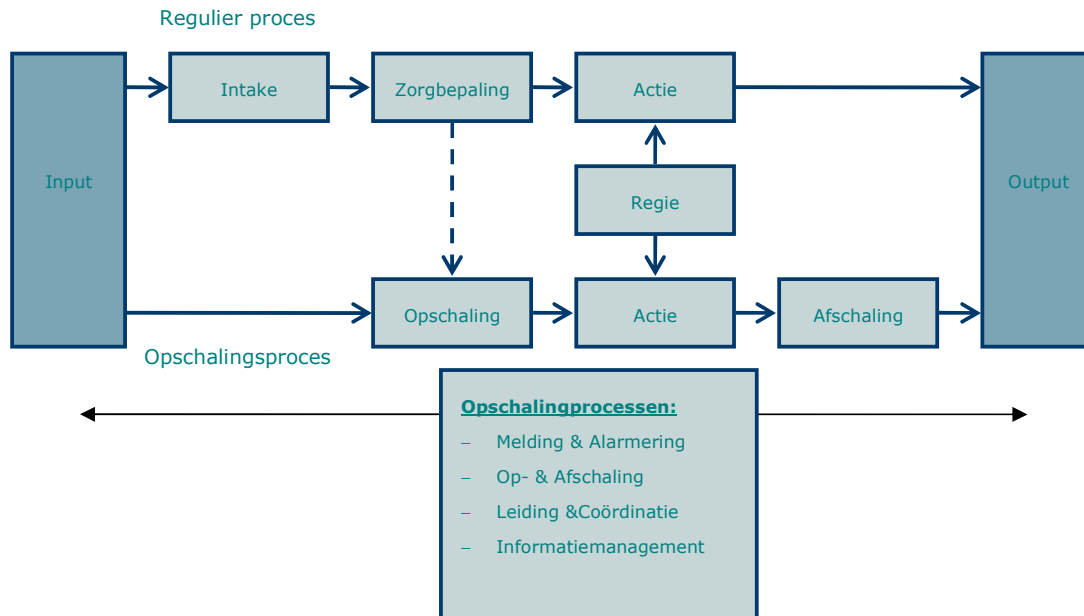 Regulier proces
Input
Intake
Zorgbepaling
Actie
Output
Regie
Opschaling
Actie
Afschaling
Opschalingsproces
Opschalingprocessen:
– Melding & Alarmering
– Op- & Afschaling
– Leiding &Coördinatie
– Informatiemanagement